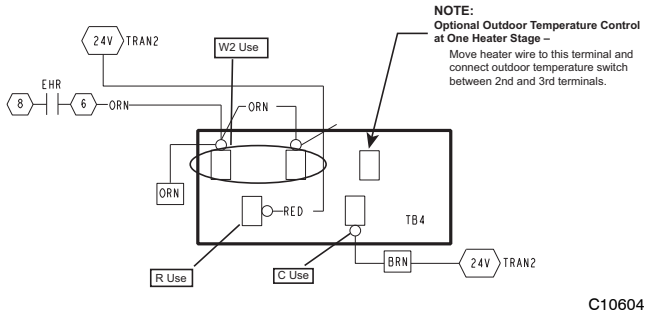 NOTE:
Optional Outdoor Temperature Control
at One Heater Stage –
Move heater wire to this terminal and
connect outdoor temperature switch
between 2nd and 3rd terminals.
24V TRAN2
W2 Use
EHR
8 6 ORN
ORN
ORN
RED
TB4
R Use
C Use
BRN
24V TRAN2
C10604